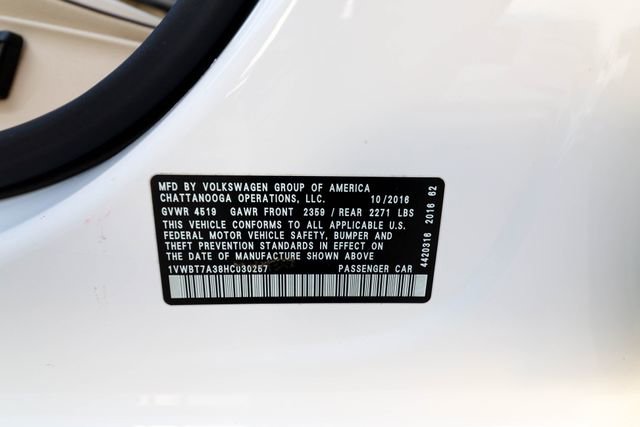 MFD BY VOLKSWAGEN GROUP OF AMERICA
CHATTANOOGA OPERATIONS, LLC. 10/2016
GVWR 4519 GAWR FRONT 2359 / REAR 2271 LBS
THIS VEHICLE CONFORMS TO ALL APPLICABLE U.S.
FEDERAL MOTOR VEHICLE SAFETY, BUMPER AND
THEFT PREVENTION STANDARDS IN EFFECT ON
THE DATE OF MANUFACTURE SHOWN ABOVE
1VWBT7A38HC030257 PASSENGER CAR
4420316 2016 62